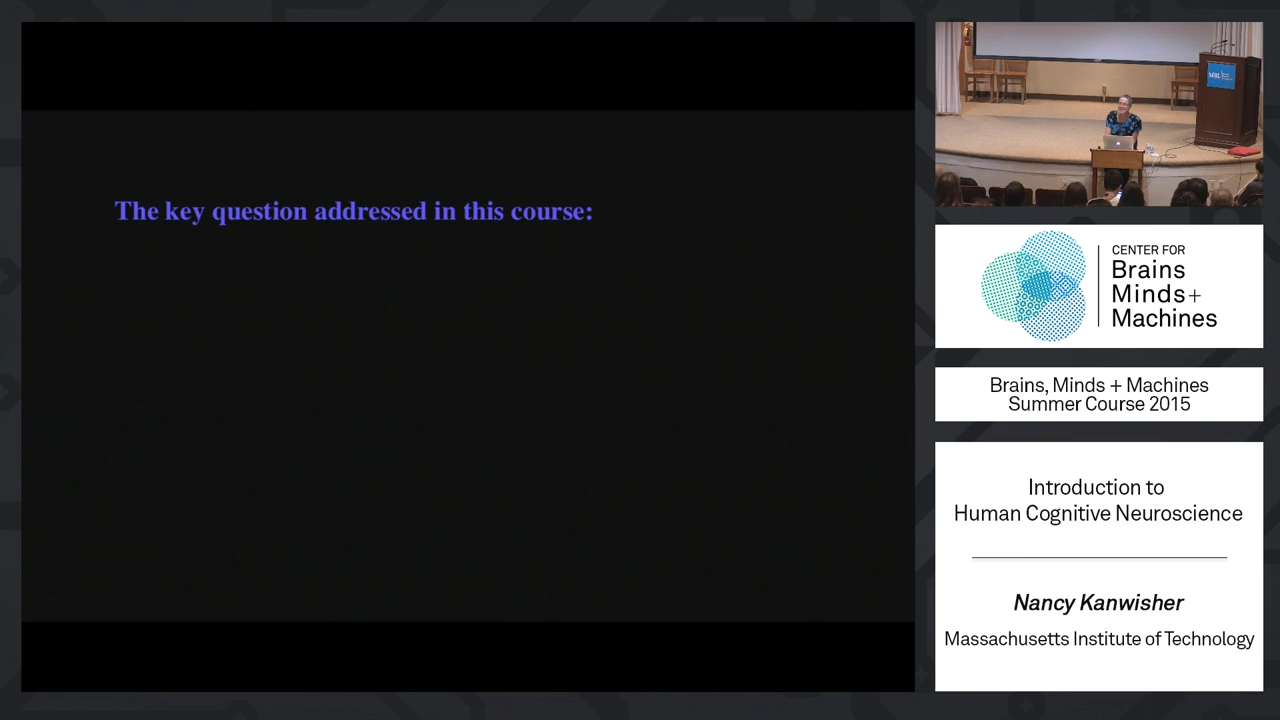 The key question addressed in this course:
MBL
CENTER FOR
Brains
Minds+
Machines
Brains, Minds + Machines
Summer Course 2015
Introduction to
Human Cognitive Neuroscience
Nancy Kanwisher
Massachusetts Institute of Technology